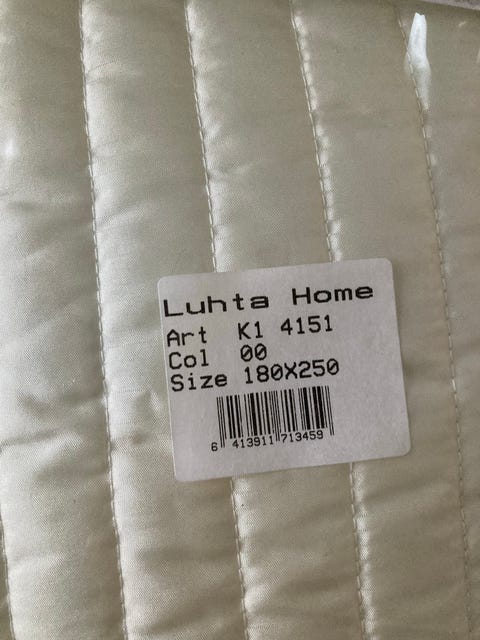 Luhta Home
Art K1 4151
Col 00
Size 180X250
6 413911 713459